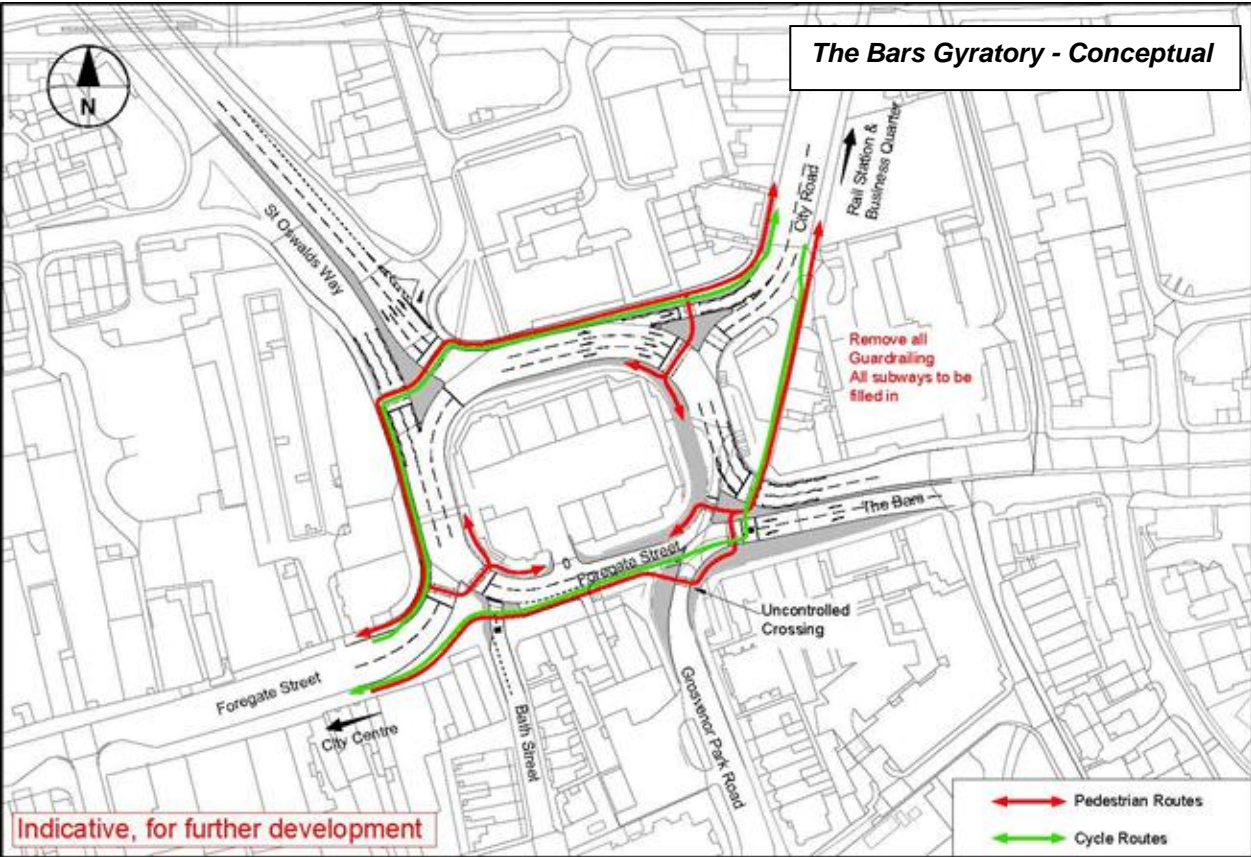 The Bars Gyratory - Conceptual
N
City Road
Rail Station &
Business Quarter
St Oswalds Way
Remove all
Guardrailing
All subways to be
filled in
The Bars
Foregate Street
Uncontrolled
Crossing
Foregate Street
City Centre
Bath Street
Grosvenor Park Road
Pedestrian Routes
Cycle Routes
Indicative, for further development